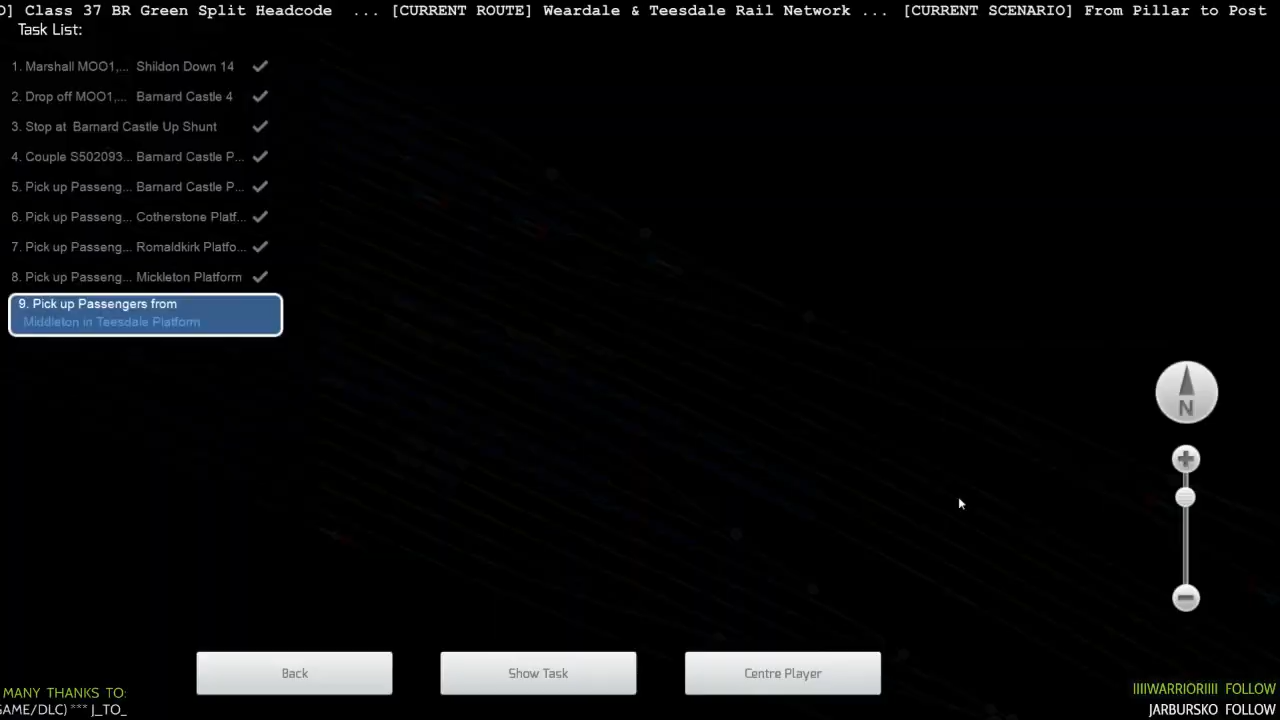 O] Class 37 BR Green Split Headcode ... [CURRENT ROUTE] Weardale & Teesdale Rail Network ... [CURRENT SCENARIO] From Pillar to Post
Task List:
1. Marshall MOO1,... Shildon Down 14
2. Drop off MOO1,... Barnard Castle 4
3. Stop at Barnard Castle Up Shunt
4. Couple S502093... Barnard Castle P...
5. Pick up Passeng... Barnard Castle P...
6. Pick up Passeng... Cotherstone Platf...
7. Pick up Passeng... Romaldkirk Platfo...
8. Pick up Passeng... Mickleton Platform
9. Pick up Passengers from
Middleton in Teesdale Platform
N
Back
Show Task
Centre Player
MANY THANKS TO:
GAME/DLC) *** J_TO_
IIIIWARRIORIIII FOLLOW
JARBURSKO FOLLOW